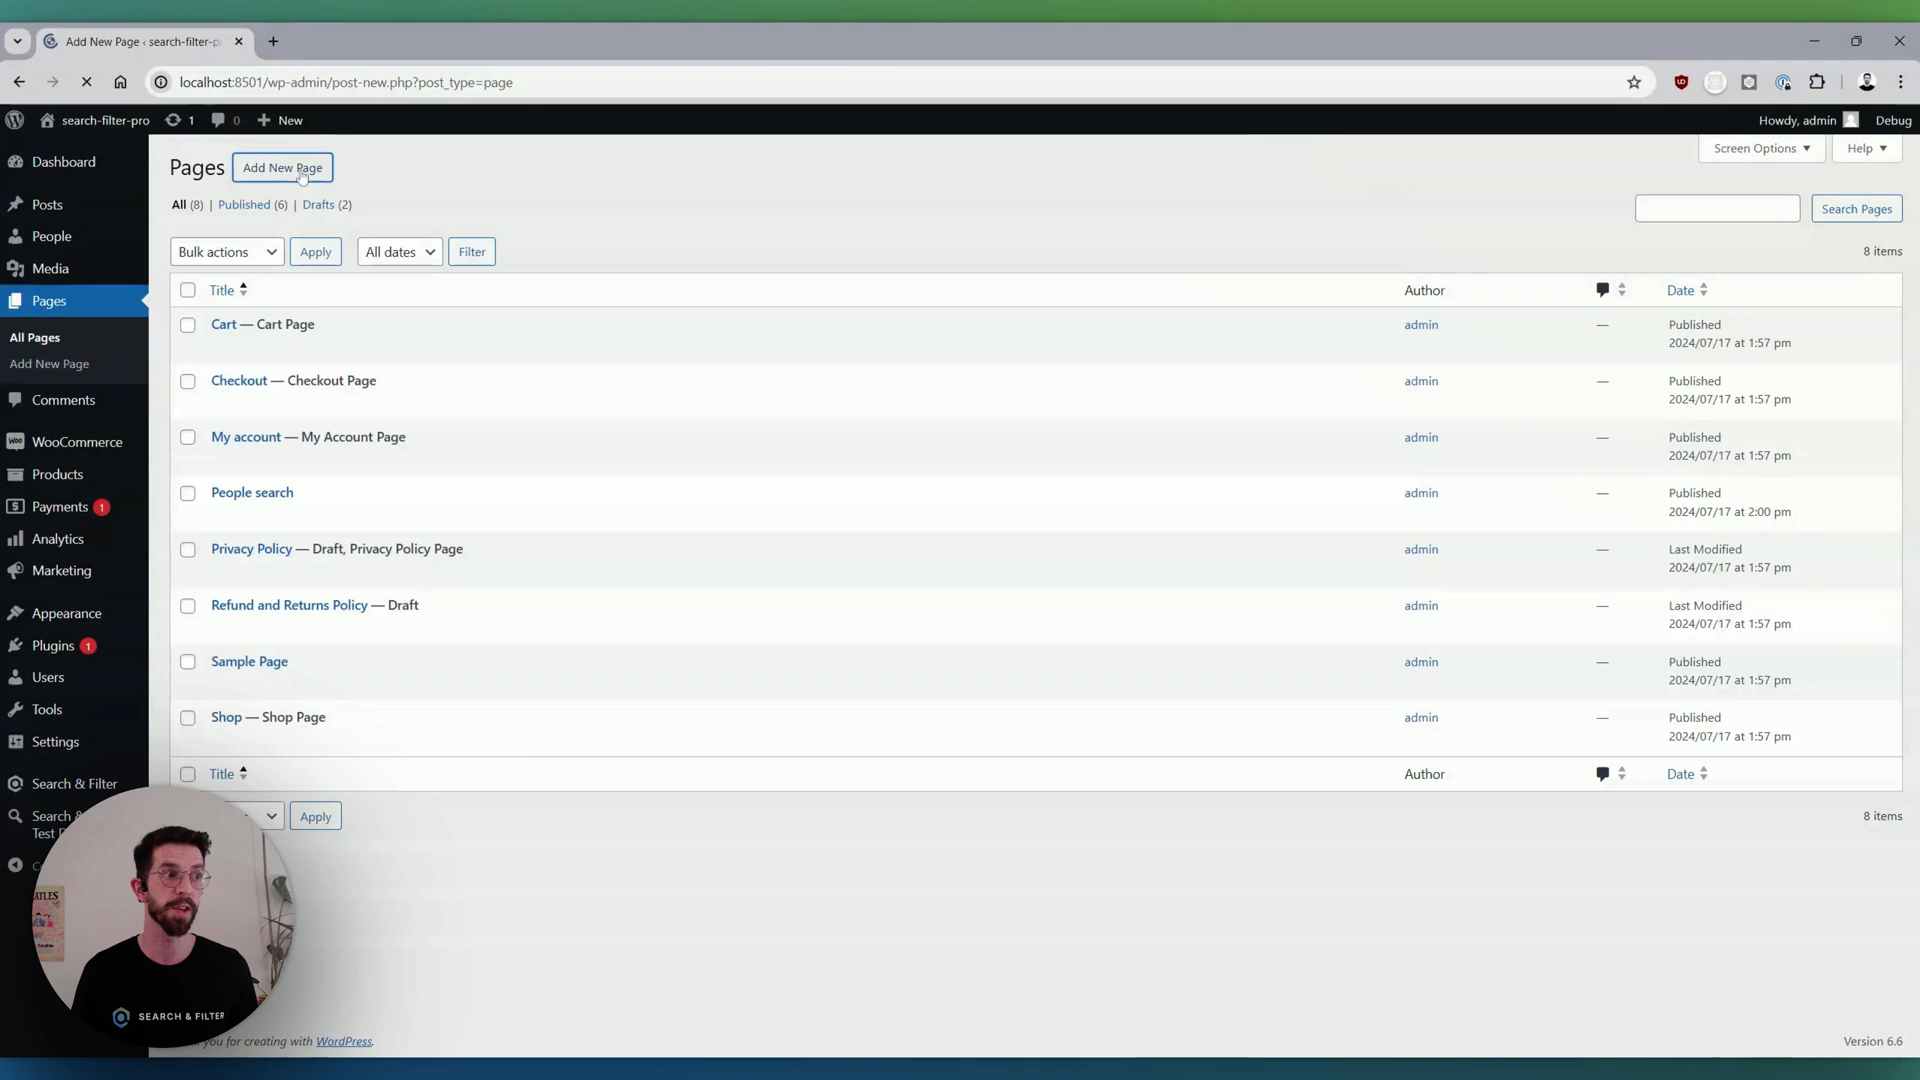 Add New Page ‹ search-filter-p
localhost:8501/wp-admin/post-new.php?post_type=page
search-filter-pro
1
0
New
Howdy, admin
Debug
Dashboard
Posts
People
Media
Pages
All Pages
Add New Page
Comments
WooCommerce
Products
Payments 1
Analytics
Marketing
Appearance
Plugins 1
Users
Tools
Settings
Search & Filter
Search &
Test
Pages
Add New Page
Screen Options
Help
All (8) | Published (6) | Drafts (2)
Search Pages
Bulk actions
Apply
All dates
Filter
8 items
Title
Author
Date
Cart — Cart Page
admin
—
Published
2024/07/17 at 1:57 pm
Checkout — Checkout Page
admin
—
Published
2024/07/17 at 1:57 pm
My account — My Account Page
admin
—
Published
2024/07/17 at 1:57 pm
People search
admin
—
Published
2024/07/17 at 2:00 pm
Privacy Policy — Draft, Privacy Policy Page
admin
—
Last Modified
2024/07/17 at 1:57 pm
Refund and Returns Policy — Draft
admin
—
Last Modified
2024/07/17 at 1:57 pm
Sample Page
admin
—
Published
2024/07/17 at 1:57 pm
Shop — Shop Page
admin
—
Published
2024/07/17 at 1:57 pm
Title
Author
Date
Apply
8 items
SEARCH & FILTER
you for creating with WordPress.
Version 6.6